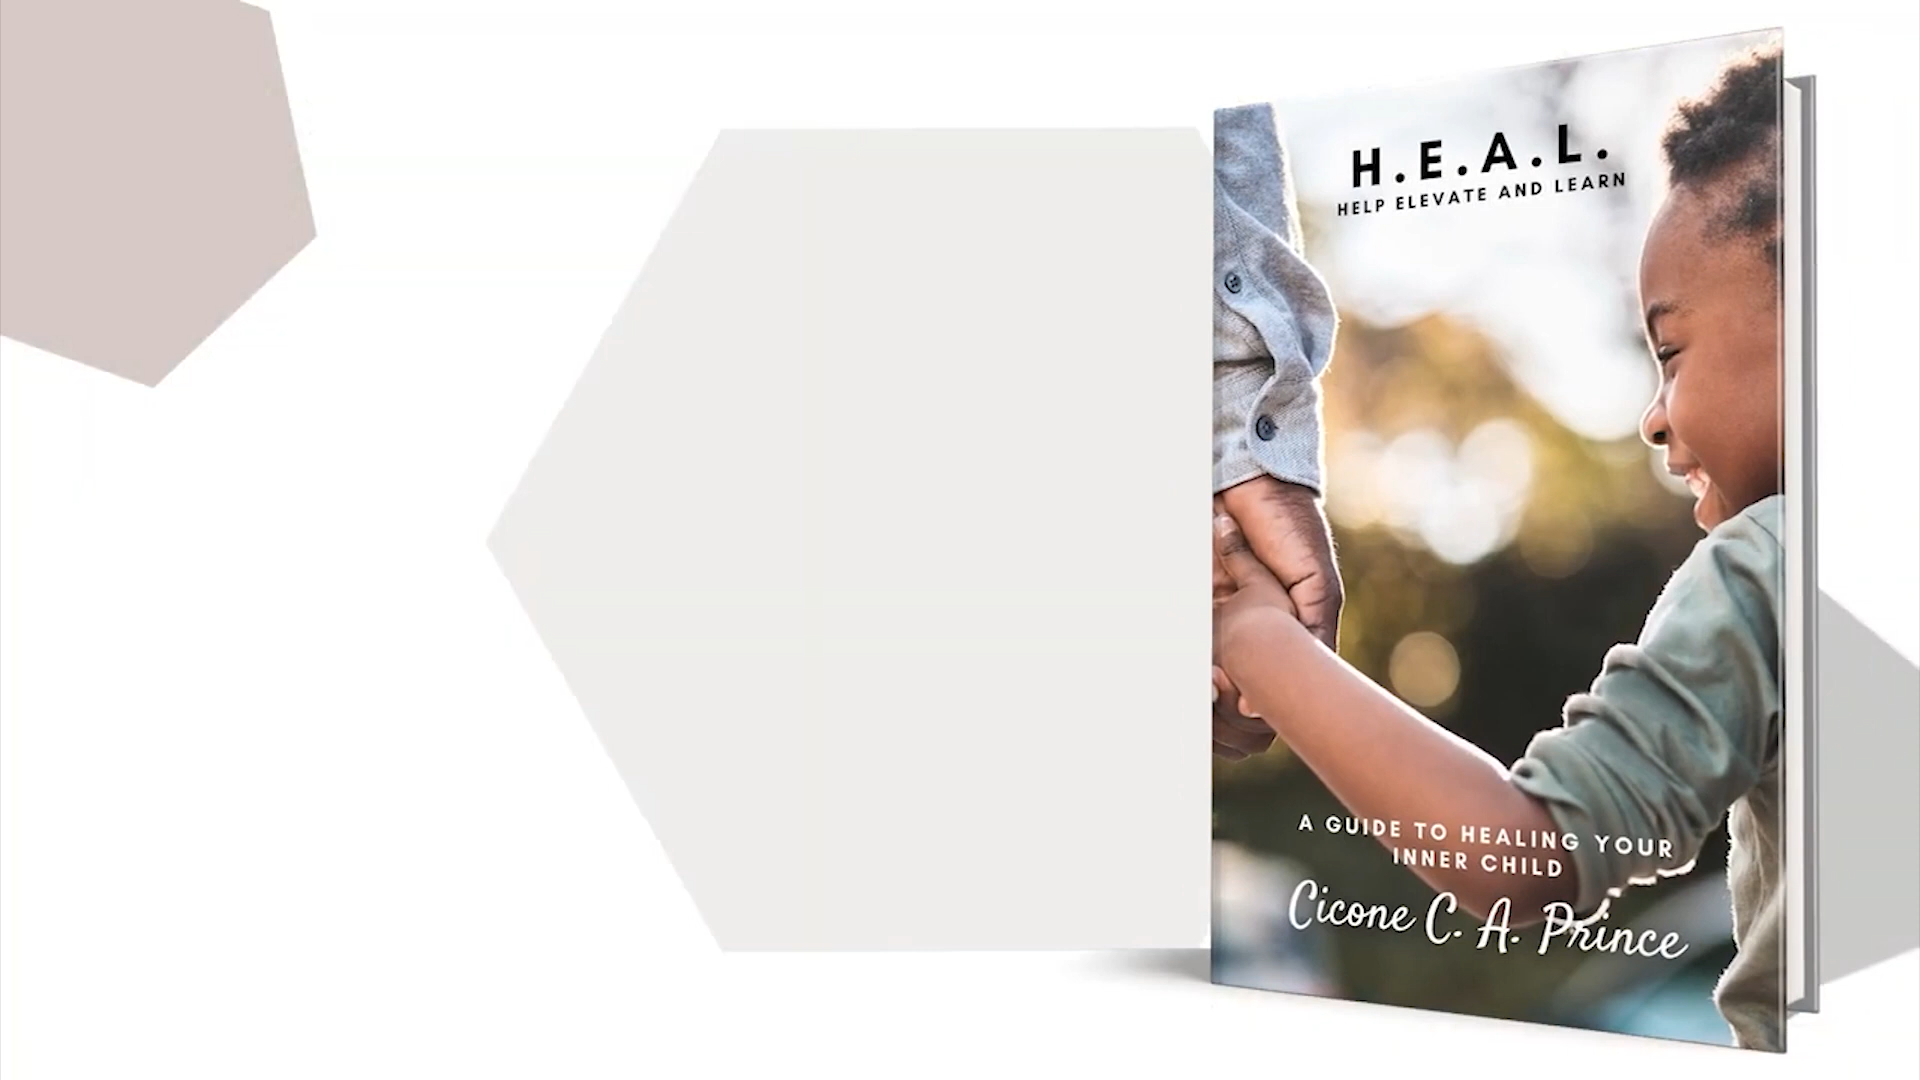 H.E.A.L.
HELP ELEVATE AND LEARN
A GUIDE TO HEALING YOUR
INNER CHILD
Cicone C. A. Prince